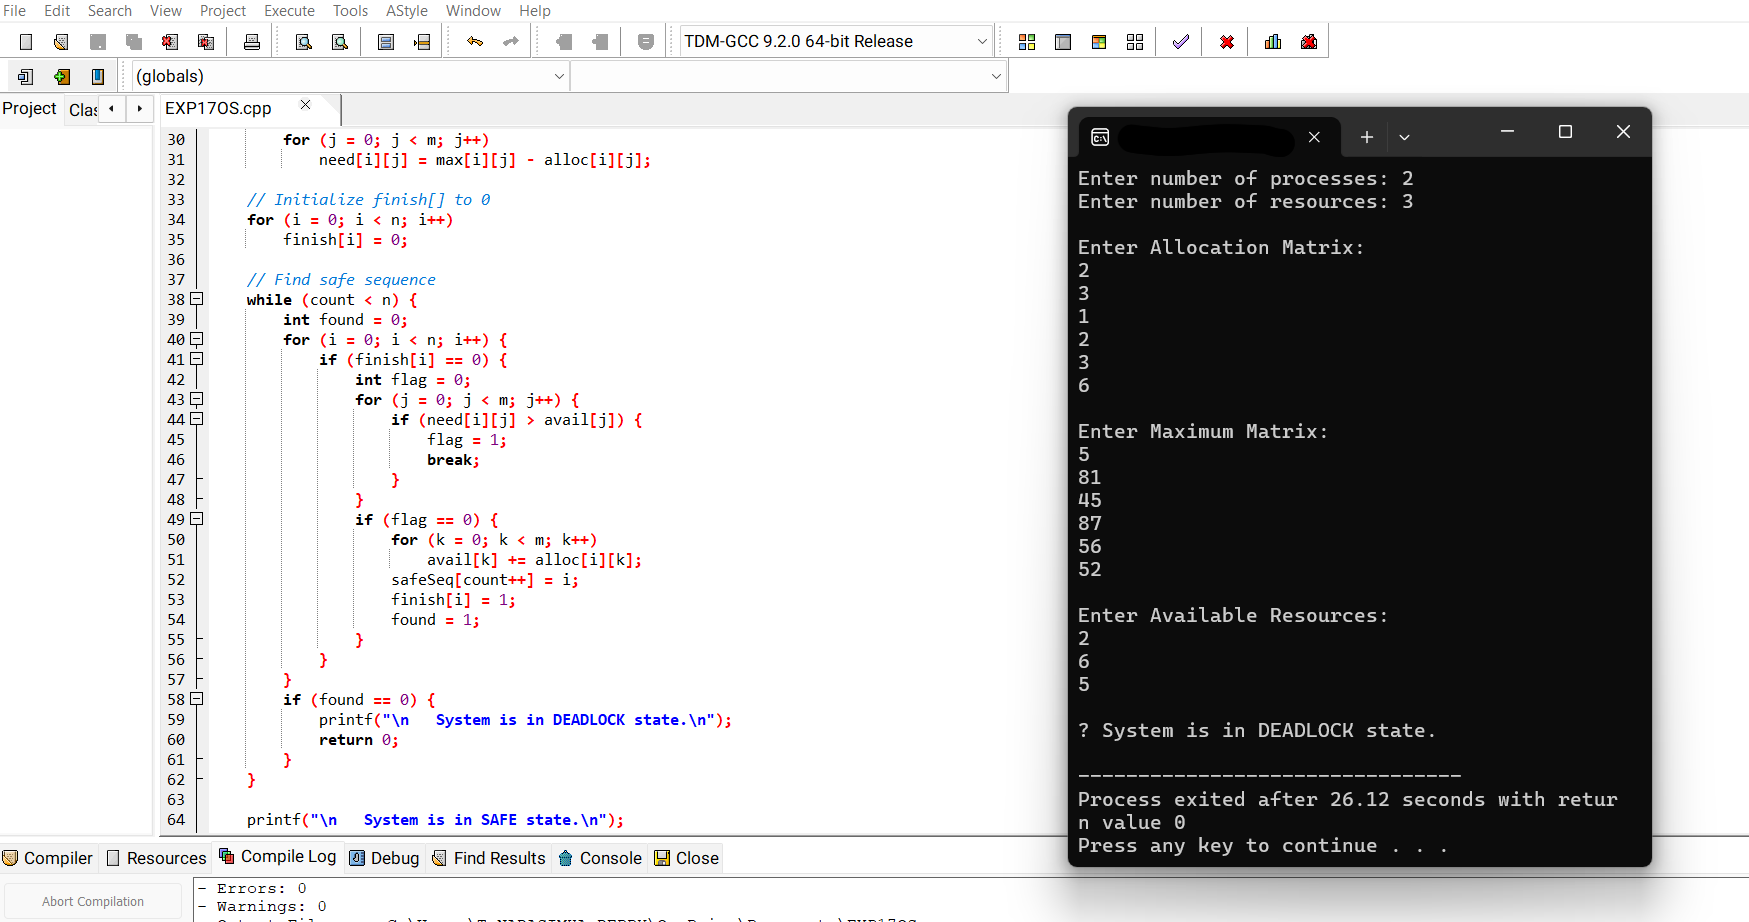 File Edit Search View Project Execute Tools AStyle Window Help
TDM-GCC 9.2.0 64-bit Release
(globals)
Project Clas EXP17OS.cpp
30 for (j = 0; j < m; j++)
31 need[i][j] = max[i][j] - alloc[i][j];
32
33 // Initialize finish[] to 0
34 for (i = 0; i < n; i++)
35 finish[i] = 0;
36
37 // Find safe sequence
38 while (count < n) {
39 int found = 0;
40 for (i = 0; i < n; i++) {
41 if (finish[i] == 0) {
42 int flag = 0;
43 for (j = 0; j < m; j++) {
44 if (need[i][j] > avail[j]) {
45 flag = 1;
46 break;
47 }
48 }
49 if (flag == 0) {
50 for (k = 0; k < m; k++)
51 avail[k] += alloc[i][k];
52 safeSeq[count++] = i;
53 finish[i] = 1;
54 found = 1;
55 }
56 }
57 }
58 if (found == 0) {
59 printf("\n   System is in DEADLOCK state.\n");
60 return 0;
61 }
62 }
63
64 printf("\n   System is in SAFE state.\n");
Compiler Resources Compile Log Debug Find Results Console Close
Abort Compilation
- Errors: 0
- Warnings: 0
Enter number of processes: 2
Enter number of resources: 3
Enter Allocation Matrix:
2
3
1
2
3
6
Enter Maximum Matrix:
5
81
45
87
56
52
Enter Available Resources:
2
6
5
? System is in DEADLOCK state.
--------------------------------
Process exited after 26.12 seconds with retur
n value 0
Press any key to continue . . .